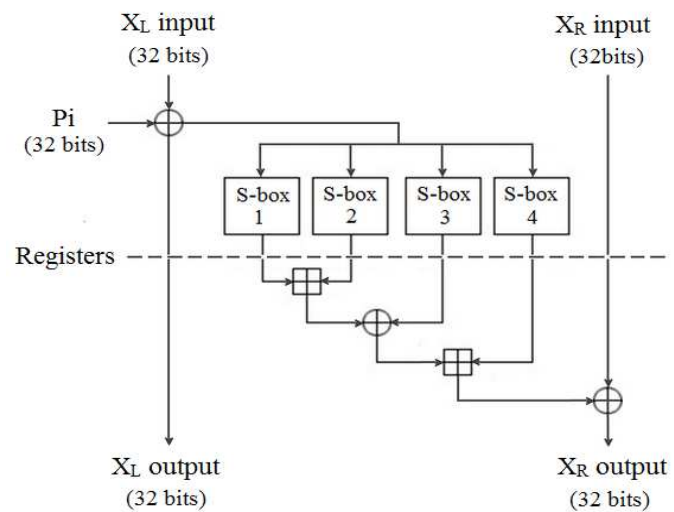 XL input
(32 bits)
XR input
(32bits)
Pi
(32 bits)
S-box
1
S-box
2
S-box
3
S-box
4
Registers
XL output
(32 bits)
XR output
(32 bits)